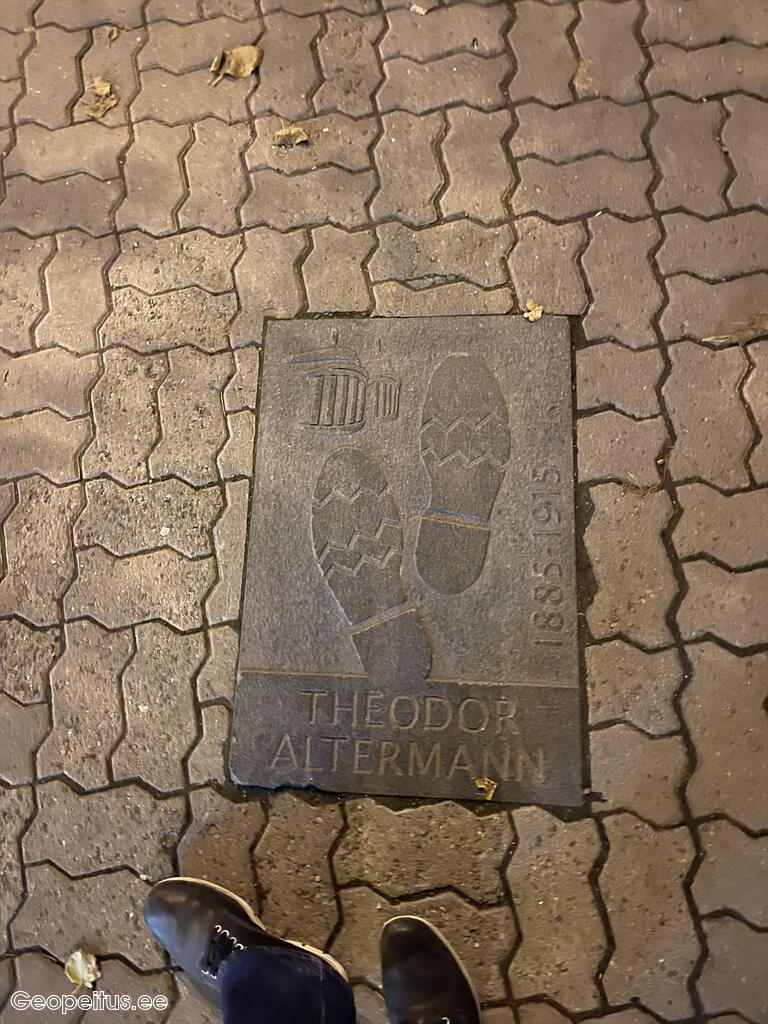 1885-1915
THEODOR
ALTERMANN
Geopeitus.ee